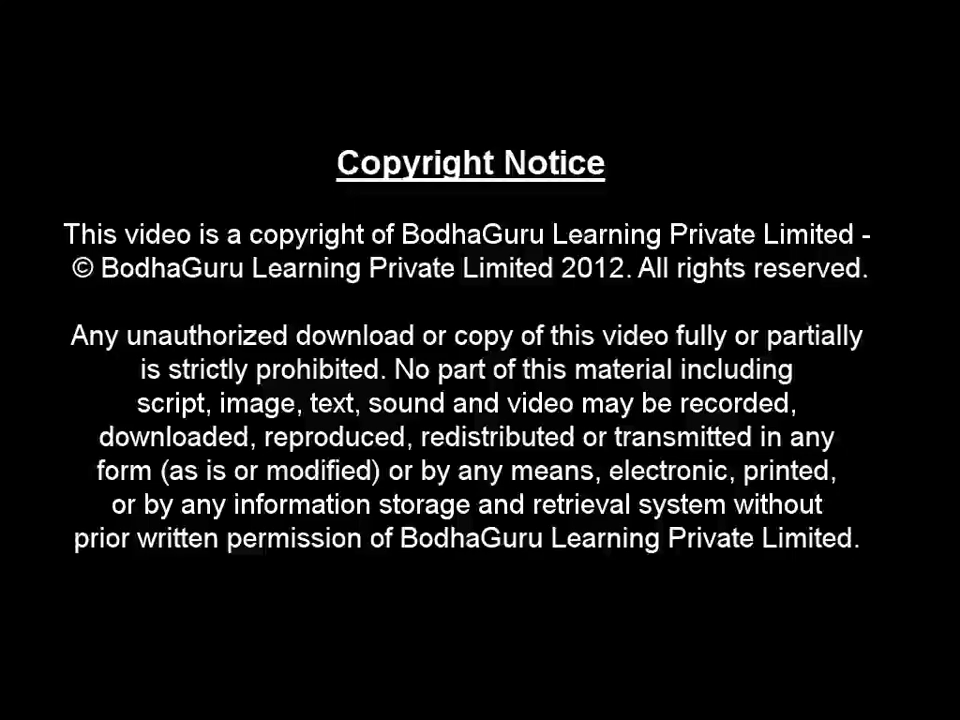 Copyright Notice
This video is a copyright of BodhaGuru Learning Private Limited -
© BodhaGuru Learning Private Limited 2012. All rights reserved.
Any unauthorized download or copy of this video fully or partially
is strictly prohibited. No part of this material including
script, image, text, sound and video may be recorded,
downloaded, reproduced, redistributed or transmitted in any
form (as is or modified) or by any means, electronic, printed,
or by any information storage and retrieval system without
prior written permission of BodhaGuru Learning Private Limited.